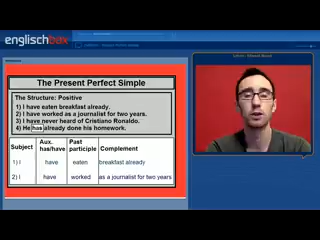 englischbox
The Present Perfect Simple
The Structure: Positive
1) I have eaten breakfast already.
2) I have worked as a journalist for two years.
3) I have never heard of Cristiano Ronaldo.
4) He has already done his homework.
Subject Aux. has/have Past participle Complement
1) I have eaten breakfast already
2) I have worked as a journalist for two years